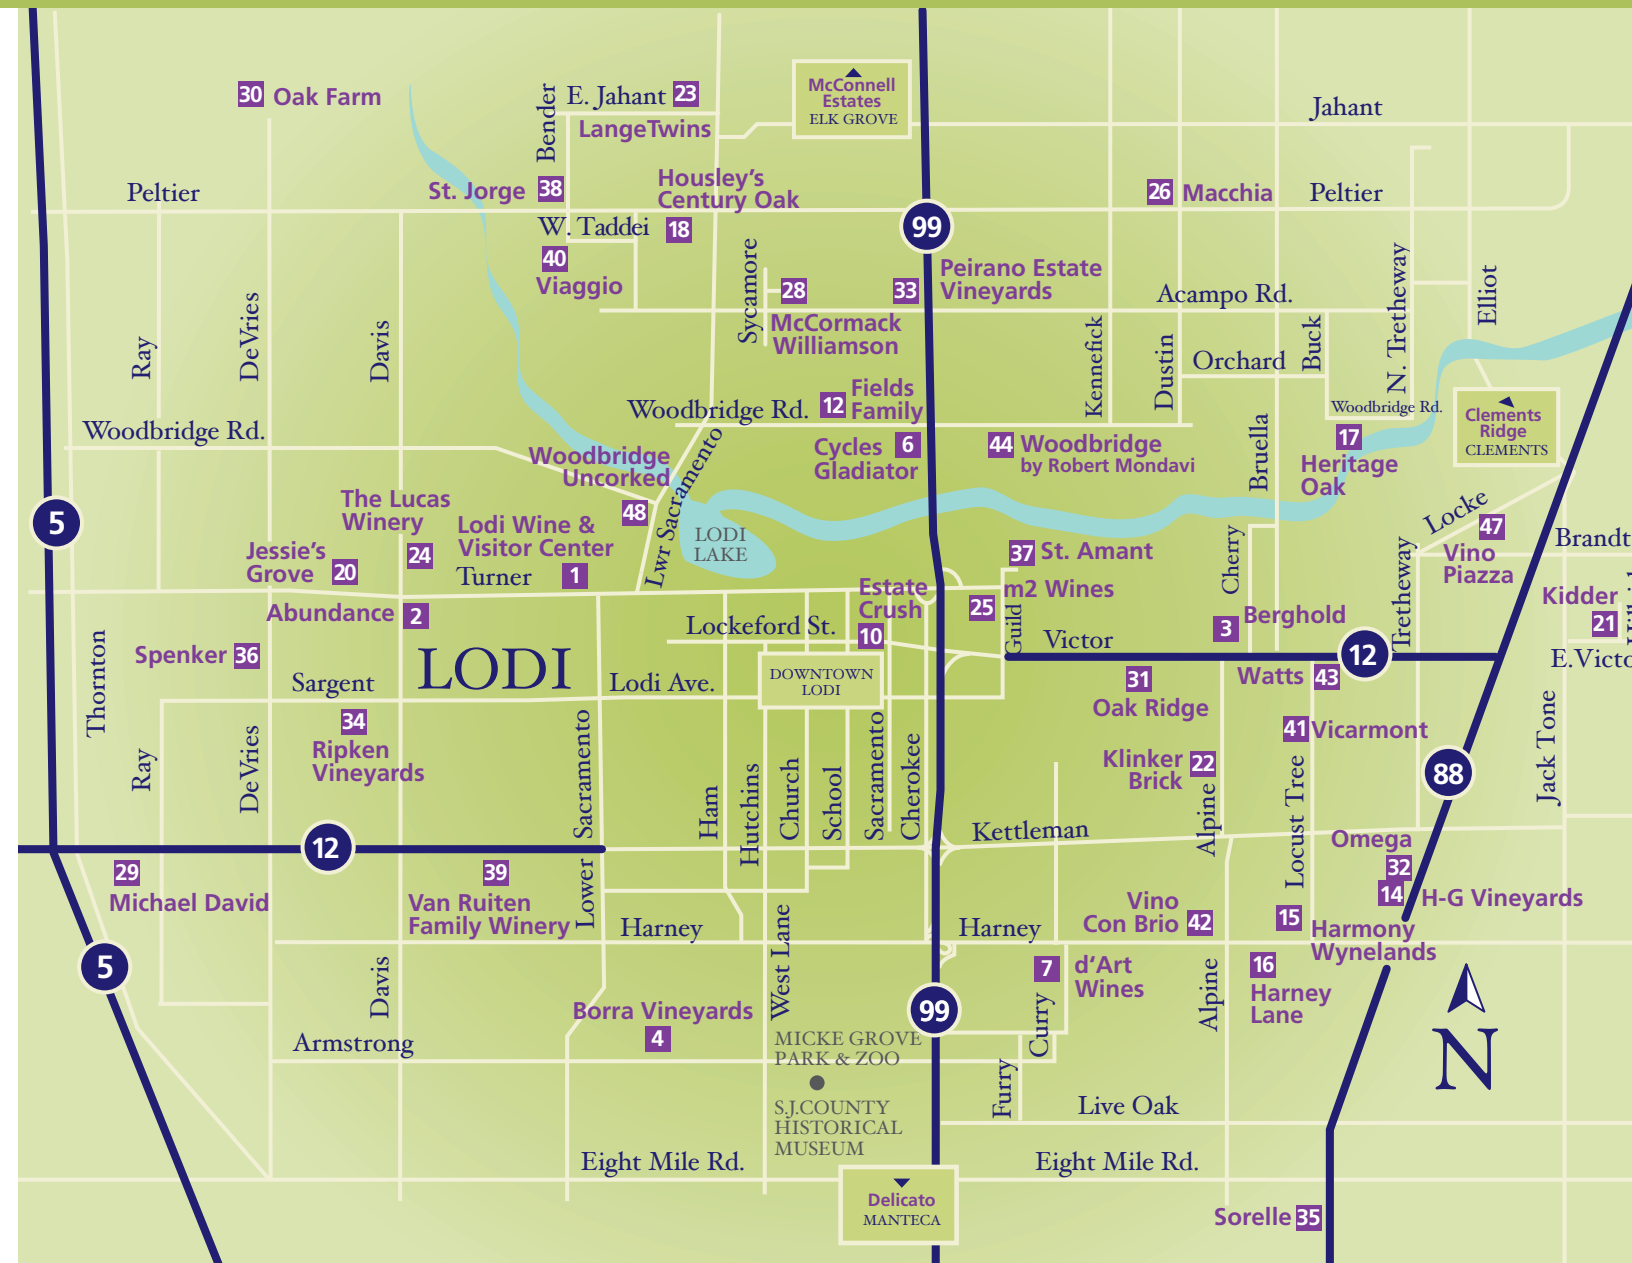 30 Oak Farm
Bender
E. Jahant 23
LangeTwins
McConnell
Estates
ELK GROVE
Jahant
Peltier
St. Jorge 38
Housley's
Century Oak
18
W. Taddei
40
Viaggio
99
26 Macchia
Peltier
Sycamore
28
McCormack
Williamson
33
Peirano Estate
Vineyards
Acampo Rd.
Ray
DeVries
Davis
Kennefick
Dustin
Orchard
Buck
N. Tretheway
Elliot
Woodbridge Rd.
Woodbridge Rd.
12 Fields
Family
Cycles 6
Gladiator
44 Woodbridge
by Robert Mondavi
Bruella
Woodbridge Rd.
17
Heritage
Oak
Clements
Ridge
CLEMENTS
Woodbridge
Uncorked
48
Lwr Sacramento
LODI
LAKE
5
The Lucas
Winery
24
Lodi Wine &
Visitor Center
Turner 1
Jessie's
Grove 20
Abundance 2
37 St. Amant
m2 Wines
25
Guild
Estate
Crush
10
Cherry
Locke
47
Vino
Piazza
Brandt
Kidder
21
E.Victo
Tretheway
3 Berghold
Victor
12
Spenker 36
Thornton
LODI
Lockeford St.
DOWNTOWN
LODI
Sargent
Lodi Ave.
34
Ripken
Vineyards
Ray
DeVries
Lower Sacramento
Ham
Hutchins
Church
School
Sacramento
Cherokee
31
Oak Ridge
Watts 43
41 Vicarmont
Klinker 22
Brick
Alpine
Locust Tree
88
Jack Tone
Kettleman
Omega
32
14 H-G Vineyards
12
29
Michael David
39
Van Ruiten
Family Winery
Harney
West Lane
Harney
Vino
Con Brio 42
15
Harmony
Wynelands
5
Davis
Borra Vineyards
4
Armstrong
99
7 d'Art
Wines
Curry
Furry
Alpine
16
Harney
Lane
N
MICKE GROVE
PARK & ZOO
S.J.COUNTY
HISTORICAL
MUSEUM
Live Oak
Eight Mile Rd.
Eight Mile Rd.
Delicato
MANTECA
Sorelle 35